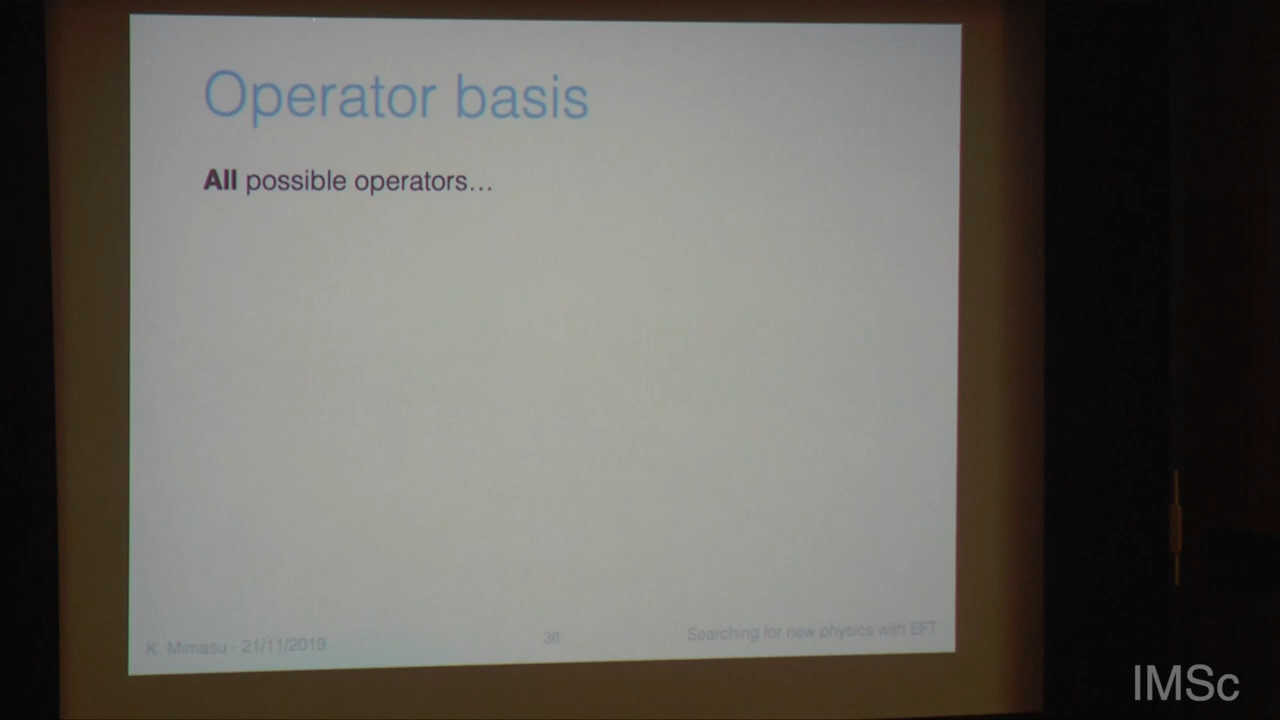 Operator basis
All possible operators...
K. Mimasu - 21/11/2019
36
Searching for new physics with EFT
IMSc